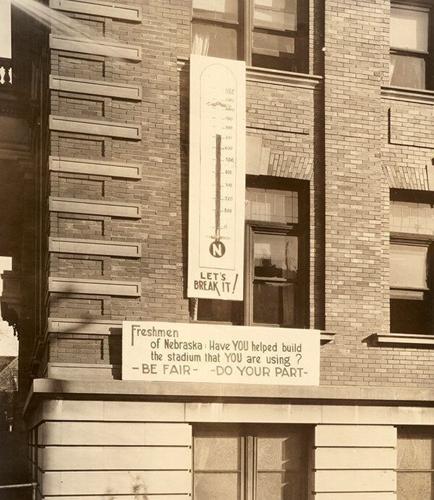 N
LET'S
BREAK IT!
Freshmen
of Nebraska: Have YOU helped build
the stadium that YOU are using?
-BE FAIR- -DO YOUR PART-